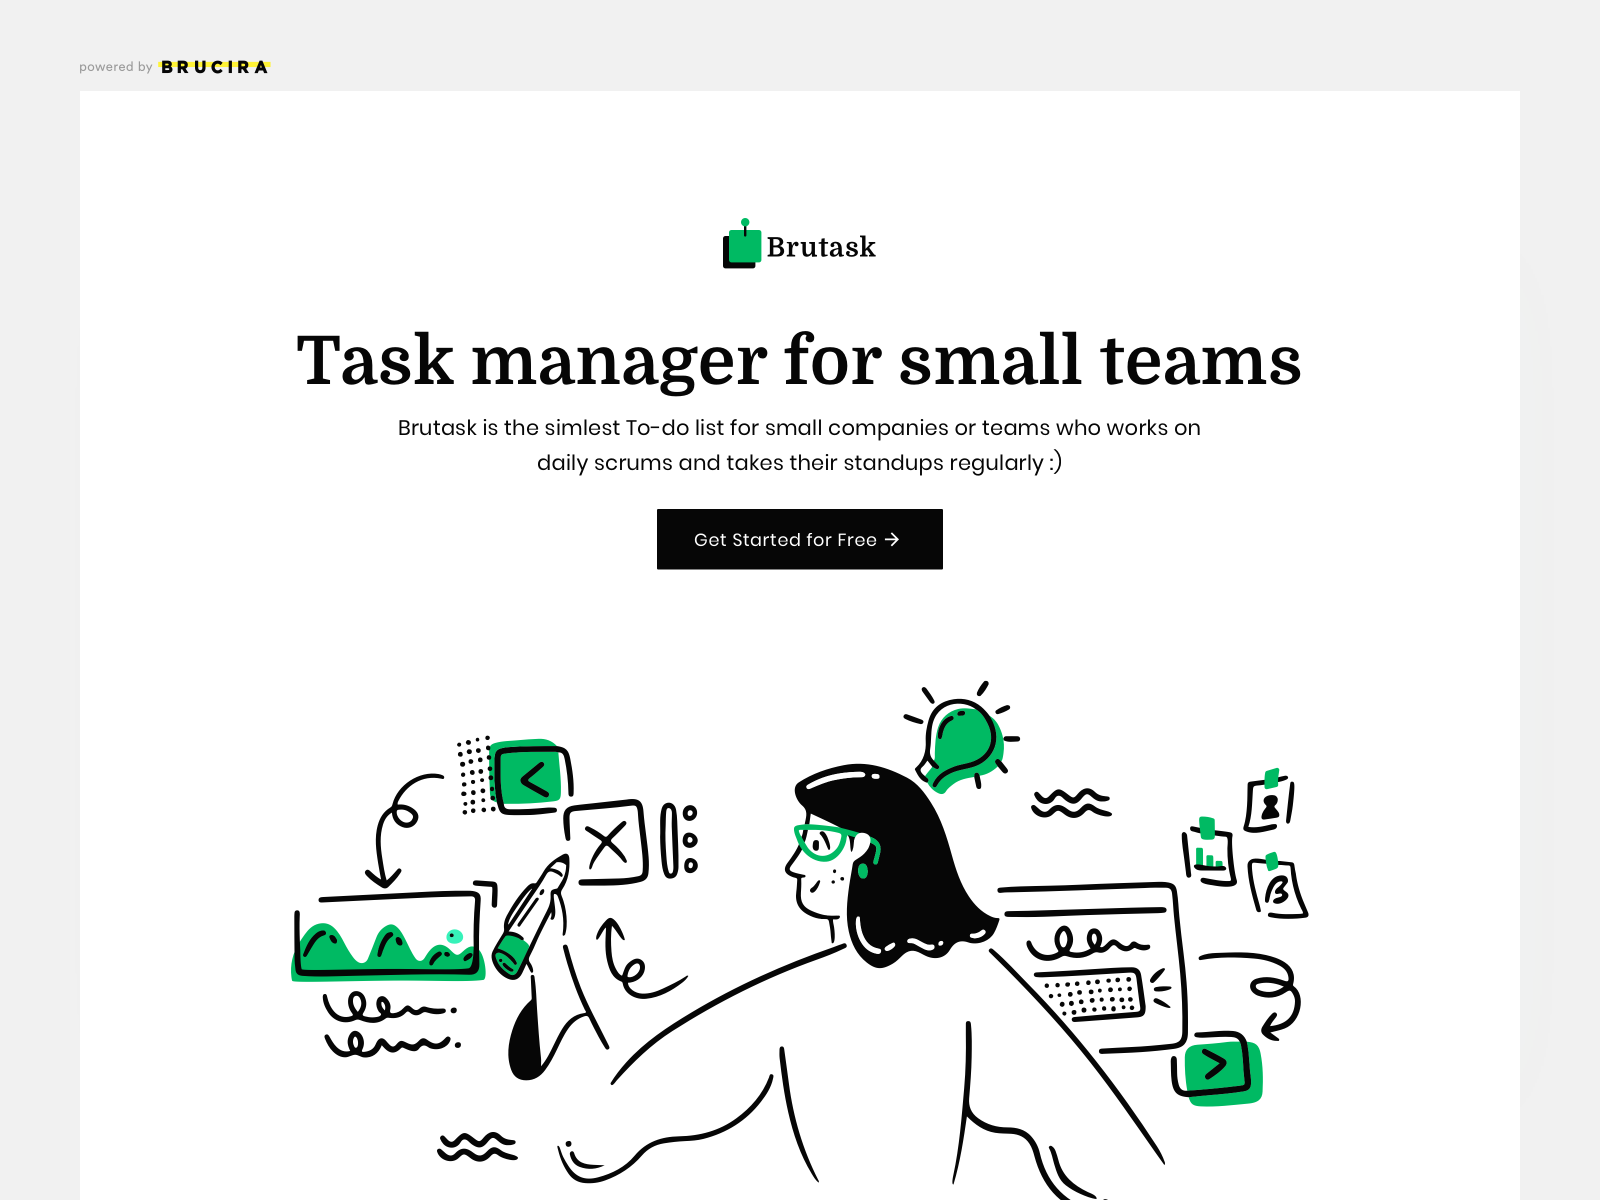 powered by BRUCIRA
Brutask
Task manager for small teams
Brutask is the simlest To-do list for small companies or teams who works on
daily scrums and takes their standups regularly :)
Get Started for Free →